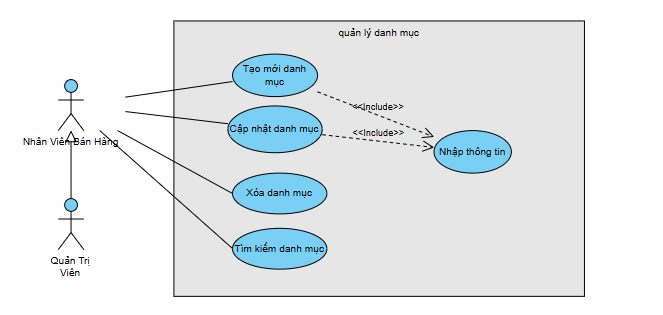 quản lý danh mục
Tạo mới danh
mục
<<Include>>
Cập nhật danh mục
<<Include>>
Nhập thông tin
Nhân Viên Bán Hàng
Xóa danh mục
Tìm kiếm danh mục
Quản Trị
Viên